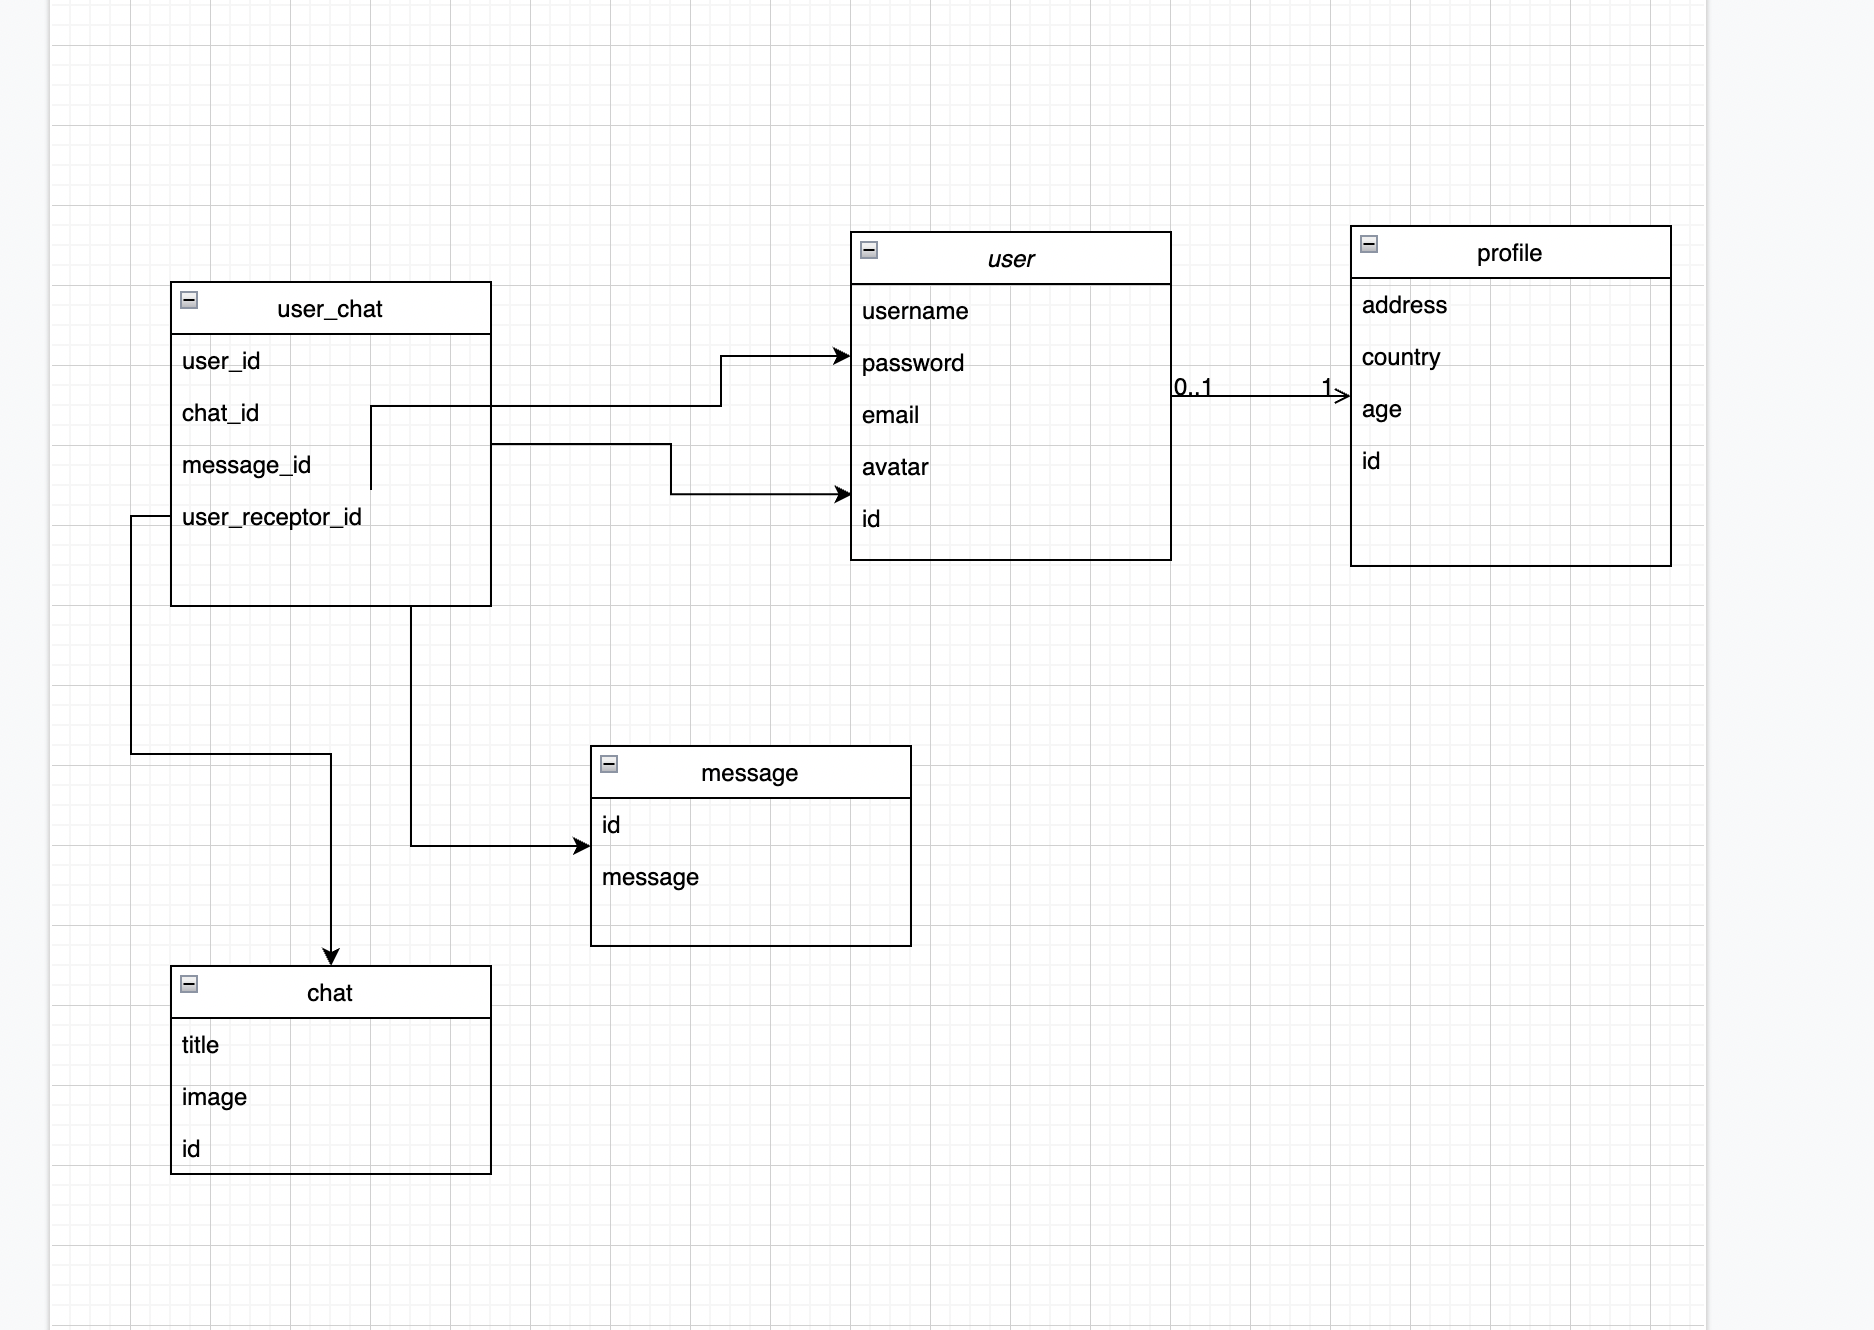 user_chat
user_id
chat_id
message_id
user_receptor_id
user
username
password
email
avatar
id
0..1
1
profile
address
country
age
id
message
id
message
chat
title
image
id